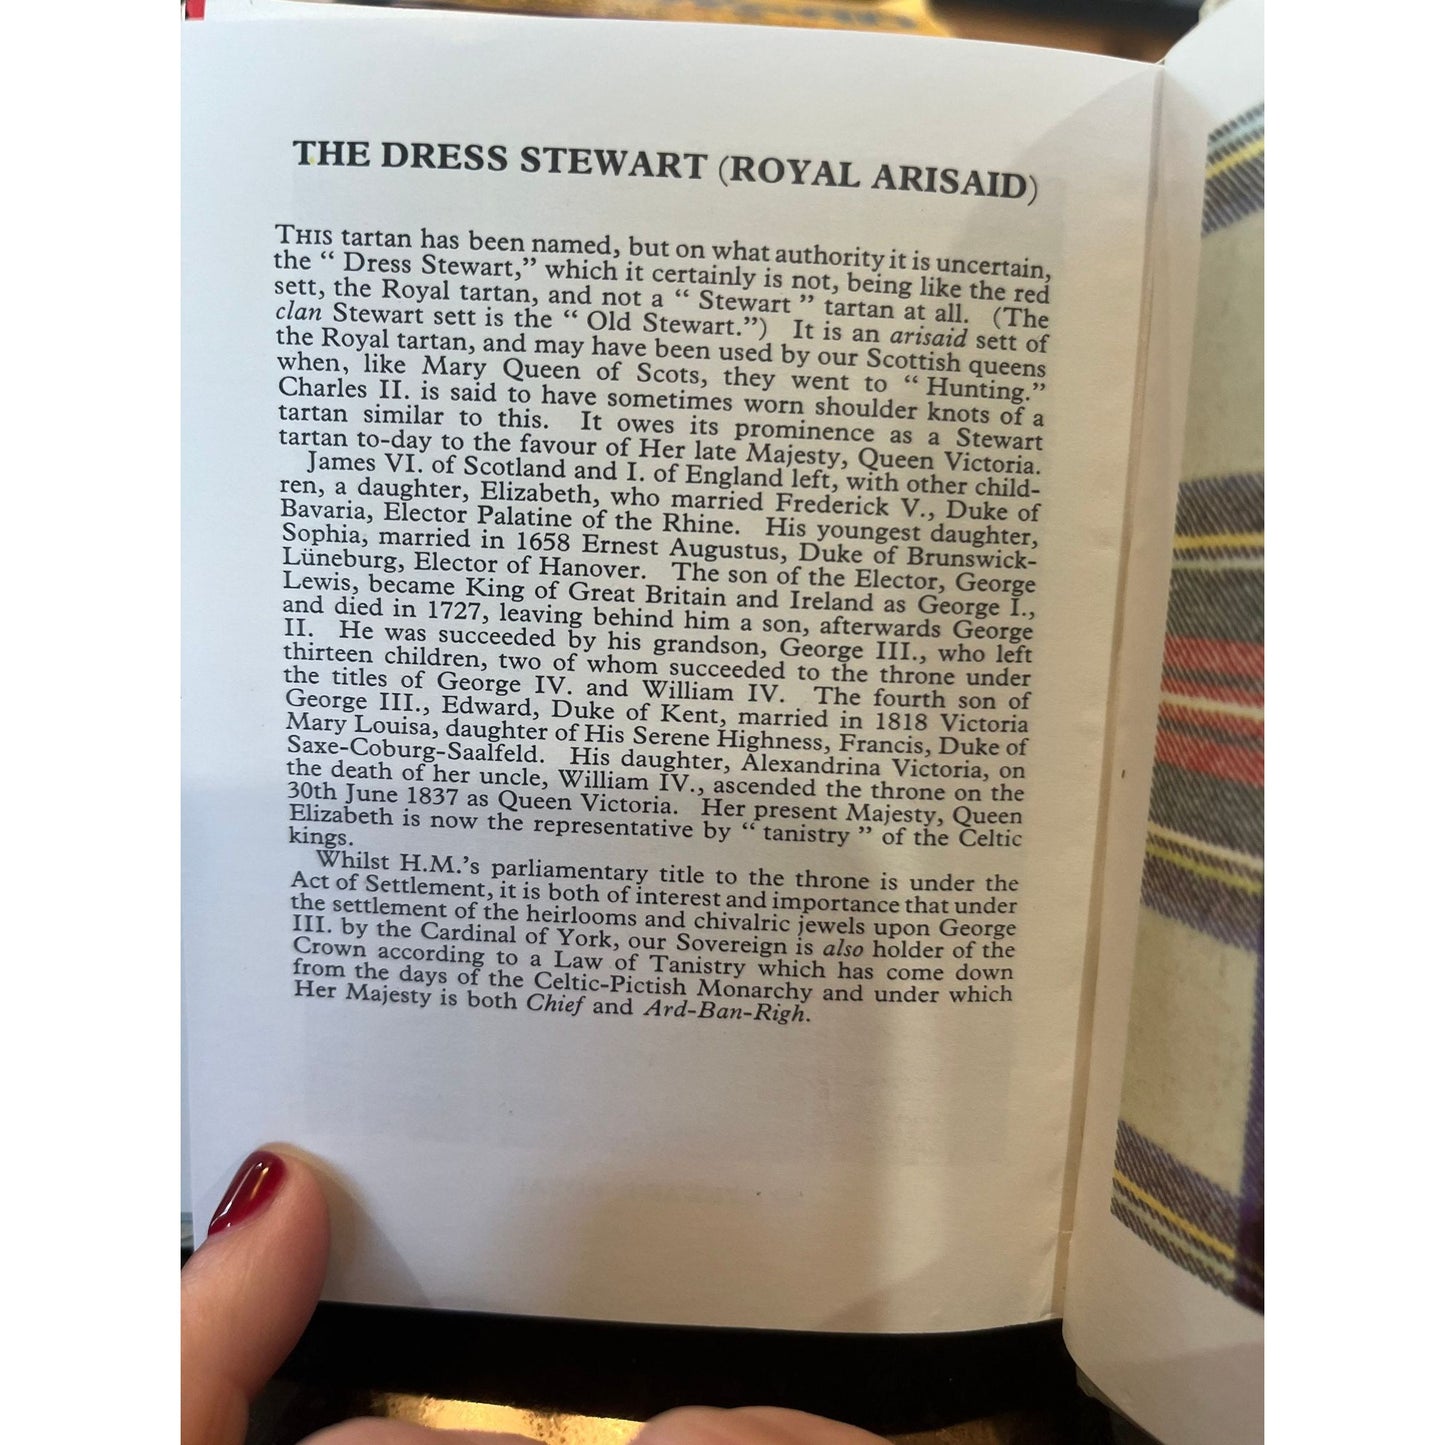 THE DRESS STEWART (ROYAL ARISAID)
THIS tartan has been named, but on what authority it is uncertain,
the “ Dress Stewart,” which it certainly is not, being like the red
sett, the Royal tartan, and not a “ Stewart ” tartan at all. (The
clan Stewart sett is the “ Old Stewart.”) It is an arisaid sett of
the Royal tartan, and may have been used by our Scottish queens
when, like Mary Queen of Scots, they went to “ Hunting.”
Charles II. is said to have sometimes worn shoulder knots of a
tartan similar to this. It owes its prominence as a Stewart
tartan to-day to the favour of Her late Majesty, Queen Victoria.
James VI. of Scotland and I. of England left, with other child-
ren, a daughter, Elizabeth, who married Frederick V., Duke of
Bavaria, Elector Palatine of the Rhine. His youngest daughter,
Sophia, married in 1658 Ernest Augustus, Duke of Brunswick-
Lüneburg, Elector of Hanover. The son of the Elector, George
Lewis, became King of Great Britain and Ireland as George I.,
and died in 1727, leaving behind him a son, afterwards George
II. He was succeeded by his grandson, George III., who left
thirteen children, two of whom succeeded to the throne under
the titles of George IV. and William IV. The fourth son of
George III., Edward, Duke of Kent, married in 1818 Victoria
Mary Louisa, daughter of His Serene Highness, Francis, Duke of
Saxe-Coburg-Saalfeld. His daughter, Alexandrina Victoria, on
the death of her uncle, William IV., ascended the throne on the
30th June 1837 as Queen Victoria. Her present Majesty, Queen
Elizabeth is now the representative by “ tanistry ” of the Celtic
kings.
Whilst H.M.’s parliamentary title to the throne is under the
Act of Settlement, it is both of interest and importance that under
the settlement of the heirlooms and chivalric jewels upon George
III. by the Cardinal of York, our Sovereign is also holder of the
Crown according to a Law of Tanistry which has come down
from the days of the Celtic-Pictish Monarchy and under which
Her Majesty is both Chief and Ard-Ban-Righ.